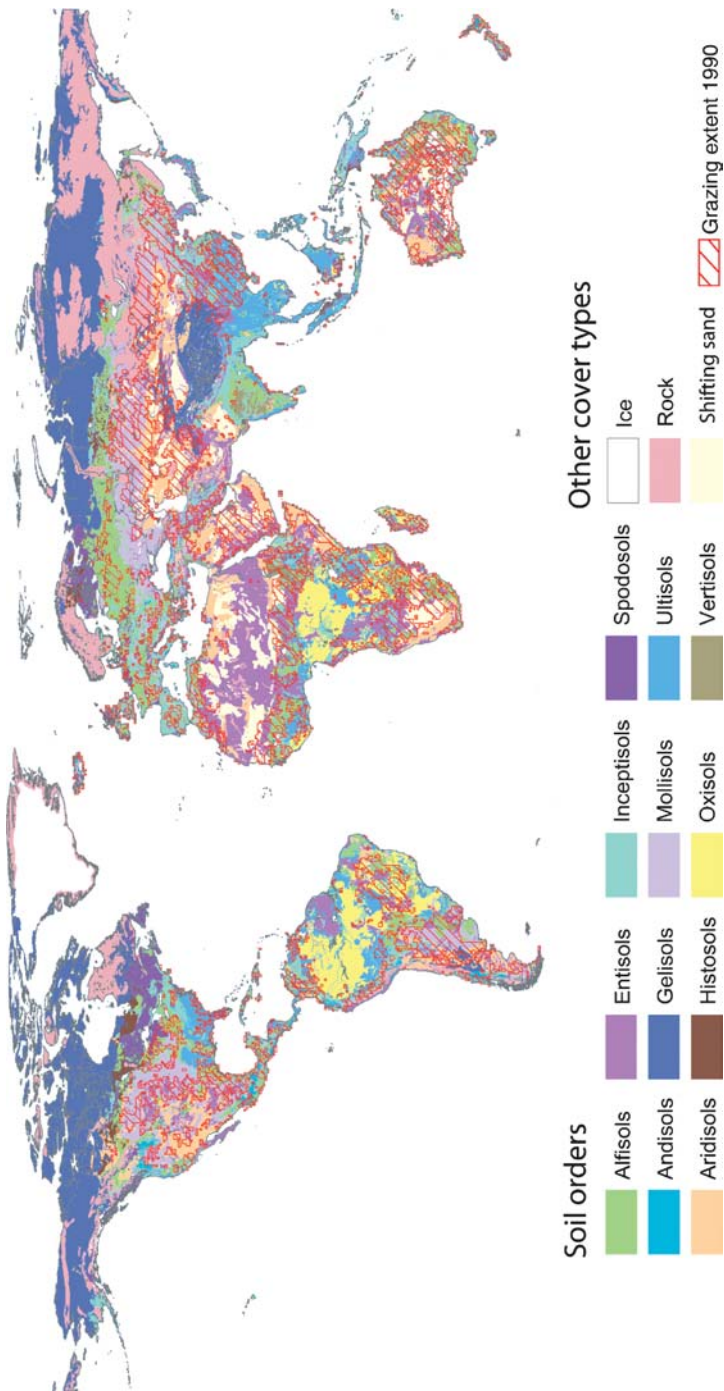 Soil orders
Other cover types
Alfisols
Entisols
Inceptisols
Spodosols
Ice
Andisols
Gelisols
Mollisols
Ultisols
Rock
Aridisols
Histosols
Oxisols
Vertisols
Shifting sand
Grazing extent 1990